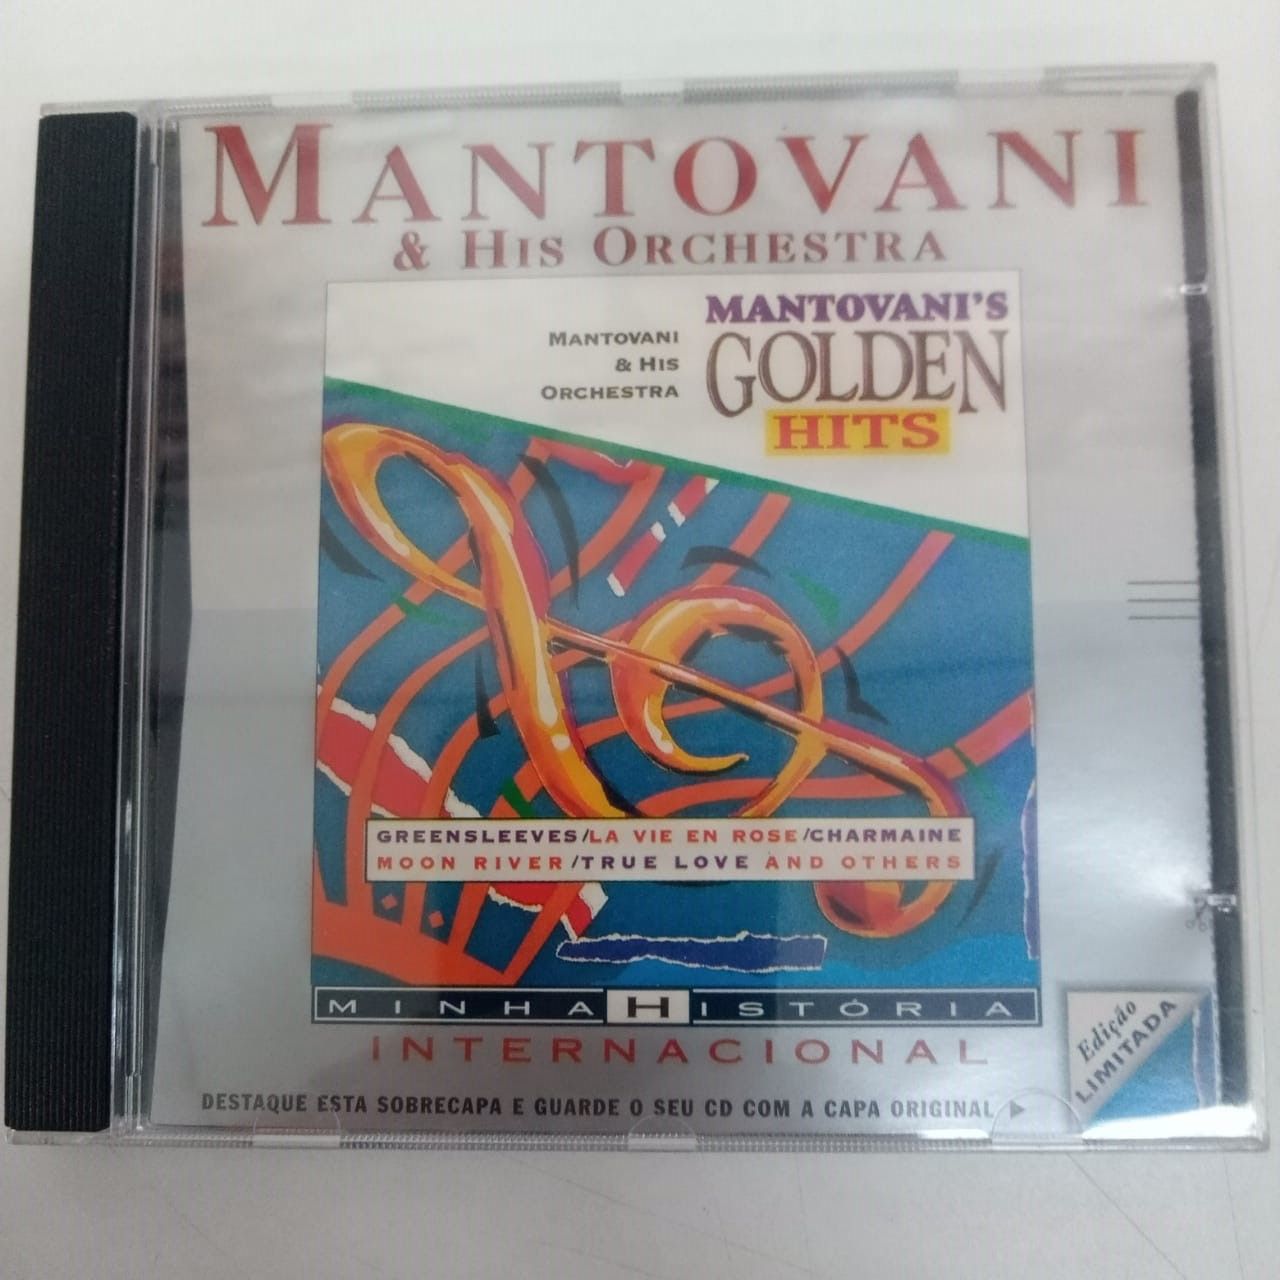 MANTOVANI
& HIS ORCHESTRA
MANTOVANI
& HIS
ORCHESTRA
MANTOVANI'S
GOLDEN
HITS
GREENSLEEVES/LA VIE EN ROSE/CHARMAINE
MOON RIVER/TRUE LOVE AND OTHERS
MINHA HISTÓRIA
INTERNACIONAL
Edição
LIMITADA
DESTAQUE ESTA SOBRECAPA E GUARDE O SEU CD COM A CAPA ORIGINAL